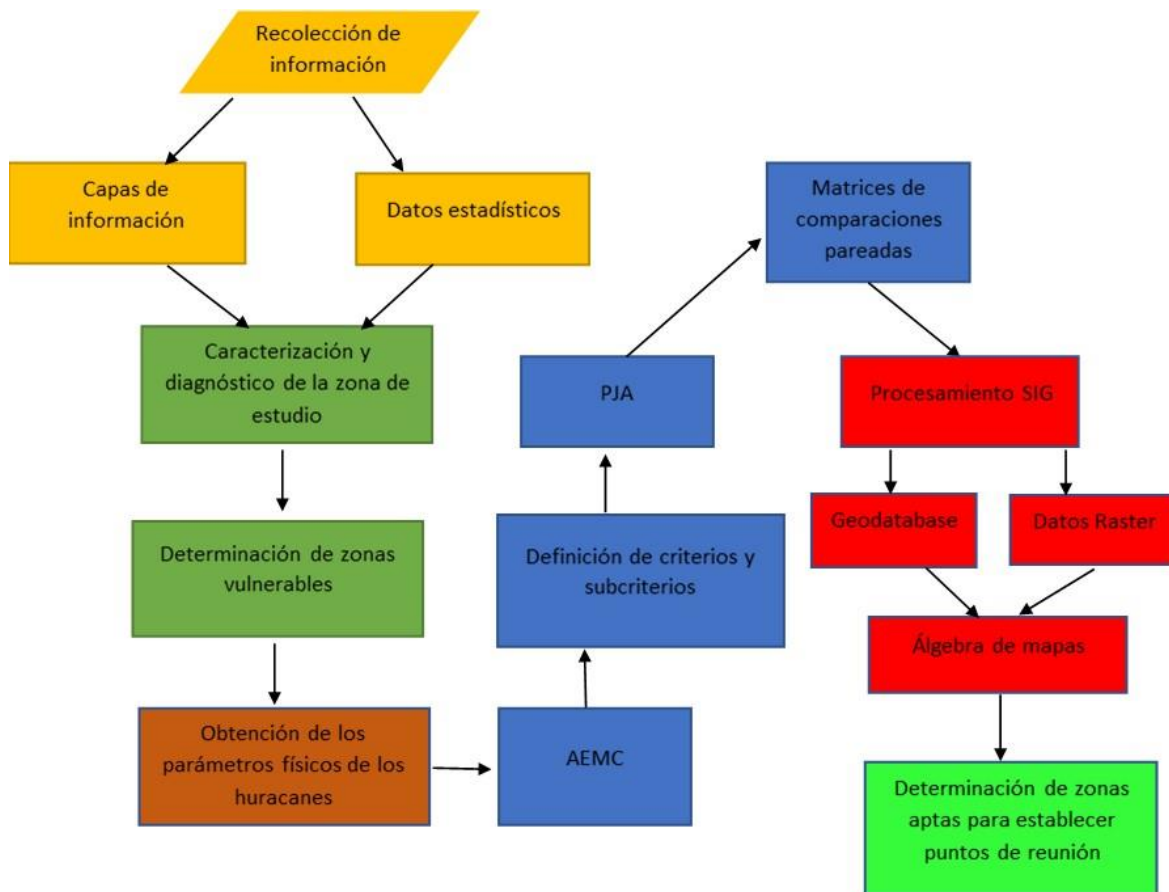 Recolección de
información
Capas de
información
Datos estadísticos
Caracterización y
diagnóstico de la zona de
estudio
Determinación de zonas
vulnerables
Obtención de los
parámetros físicos de los
huracanes
AEMC
Definición de criterios y
subcriterios
PJA
Matrices de
comparaciones
pareadas
Procesamiento SIG
Geodatabase
Datos Raster
Álgebra de mapas
Determinación de zonas
aptas para establecer
puntos de reunión